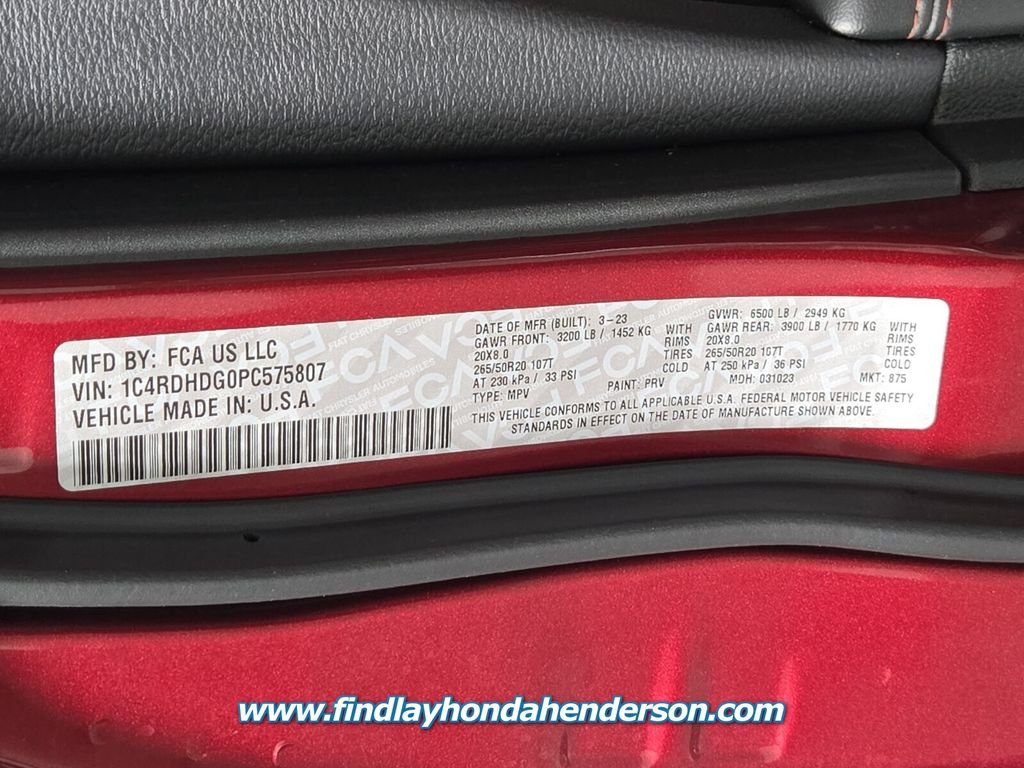 MFD BY: FCA US LLC
VIN: 1C4RDHDG0PC575807
VEHICLE MADE IN: U.S.A.
DATE OF MFR (BUILT): 3-23
GAWR FRONT: 3200 LB / 1452 KG WITH
20X8.0 RIMS
265/50R20 107T TIRES
AT 230 kPa / 33 PSI COLD
TYPE: MPV PAINT: PRV
GVWR: 6500 LB / 2949 KG
GAWR REAR: 3900 LB / 1770 KG WITH
20X8.0 RIMS
265/50R20 107T TIRES
AT 250 kPa / 36 PSI COLD
MDH: 031023 MKT: 875
THIS VEHICLE CONFORMS TO ALL APPLICABLE U.S.A. FEDERAL MOTOR VEHICLE SAFETY
STANDARDS IN EFFECT ON THE DATE OF MANUFACTURE SHOWN ABOVE.
www.findlayhondahenderson.com